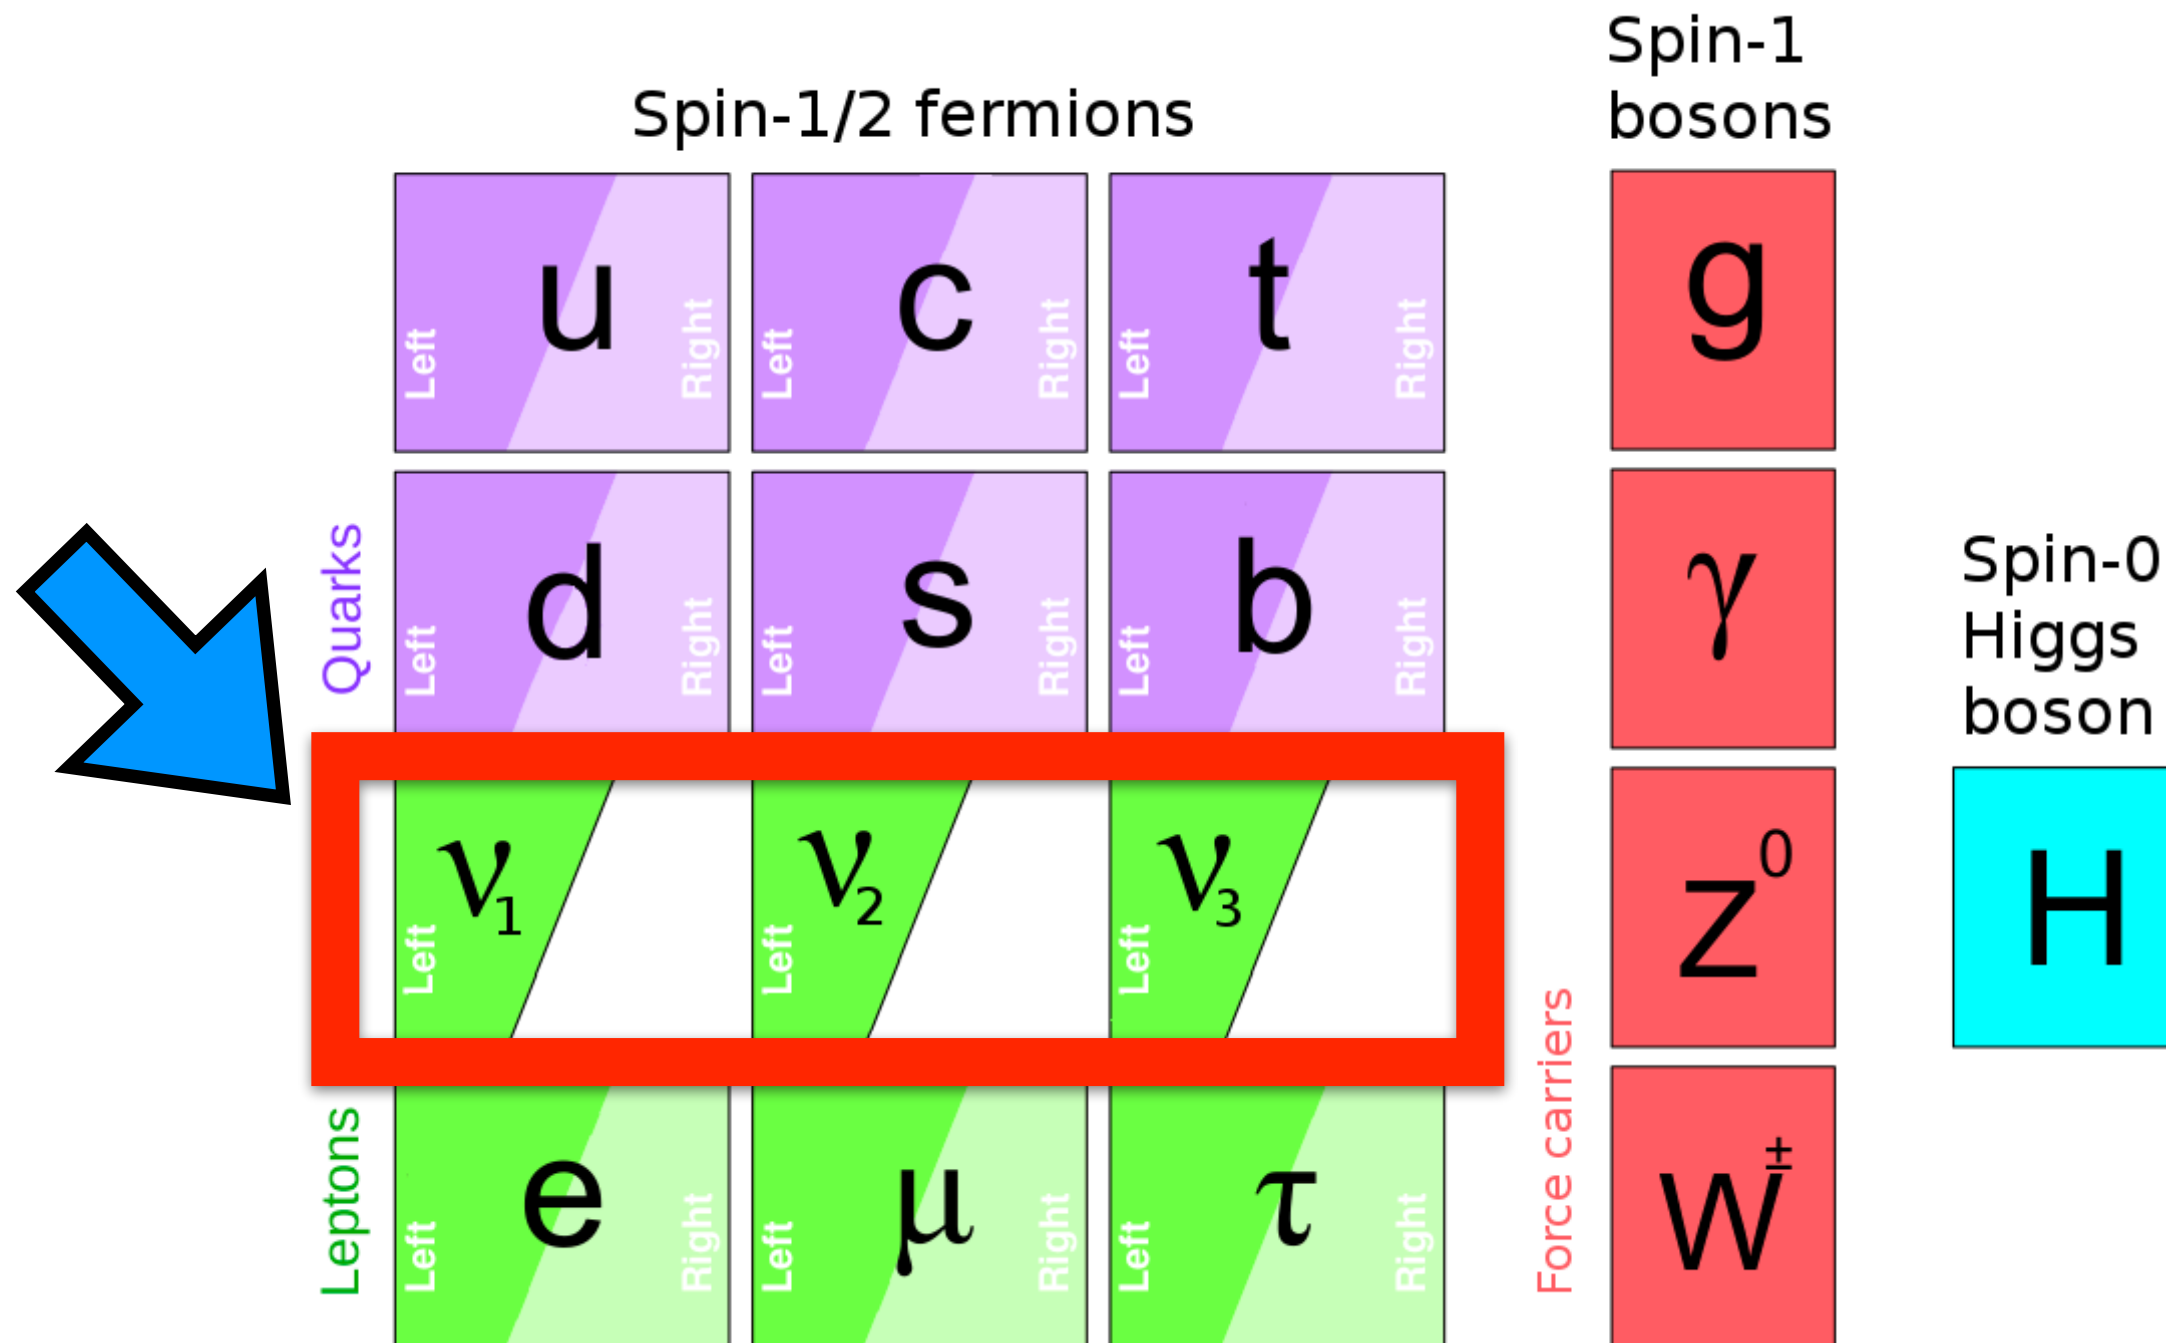 Spin-1
bosons
Spin-1/2 fermions
u
Left
Right
c
Left
Right
t
Left
Right
g
Quarks
d
Left
Right
s
Left
Right
b
Left
Right
γ
Spin-0
Higgs
boson
ν1
Left
ν2
Left
ν3
Left
Z0
H
Leptons
e
Left
Right
μ
Left
Right
τ
Left
Right
Force carriers
W±